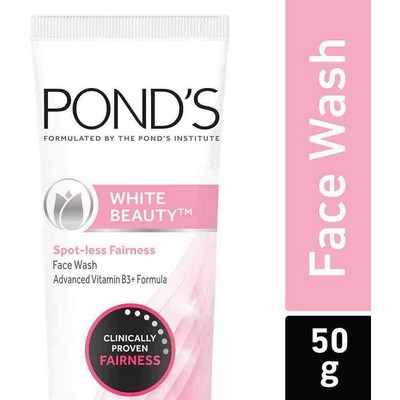 POND'S
FORMULATED BY THE POND'S INSTITUTE
WHITE
BEAUTY™
Spot-less Fairness
Face Wash
Advanced Vitamin B3+ Formula
CLINICALLY
PROVEN
FAIRNESS
Face Wash
50
g